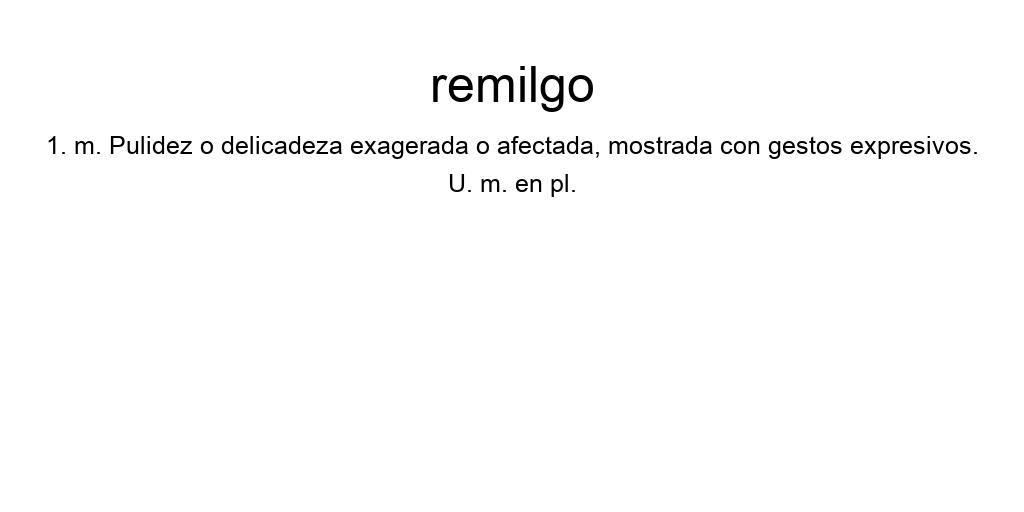 remilgo
1. m. Pulidez o delicadeza exagerada o afectada, mostrada con gestos expresivos.
U. m. en pl.